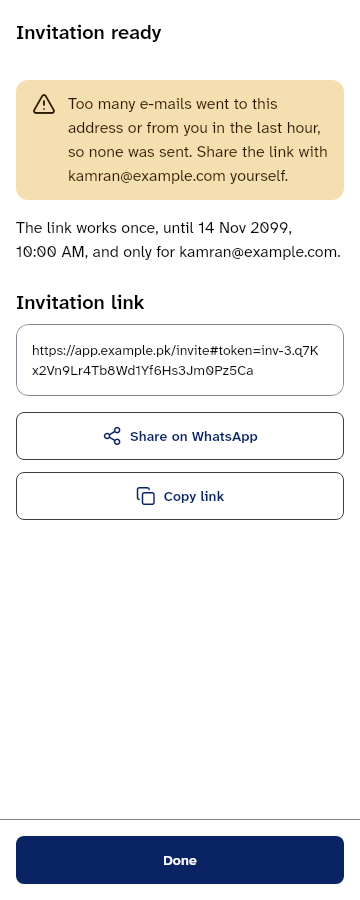 Invitation ready
Too many e-mails went to this
address or from you in the last hour,
so none was sent. Share the link with
kamran@example.com yourself.
The link works once, until 14 Nov 2099,
10:00 AM, and only for kamran@example.com.
Invitation link
https://app.example.pk/invite#token=inv-3.q7K
x2Vn9Lr4Tb8Wd1Yf6Hs3Jm0Pz5Ca
Share on WhatsApp
Copy link
Done